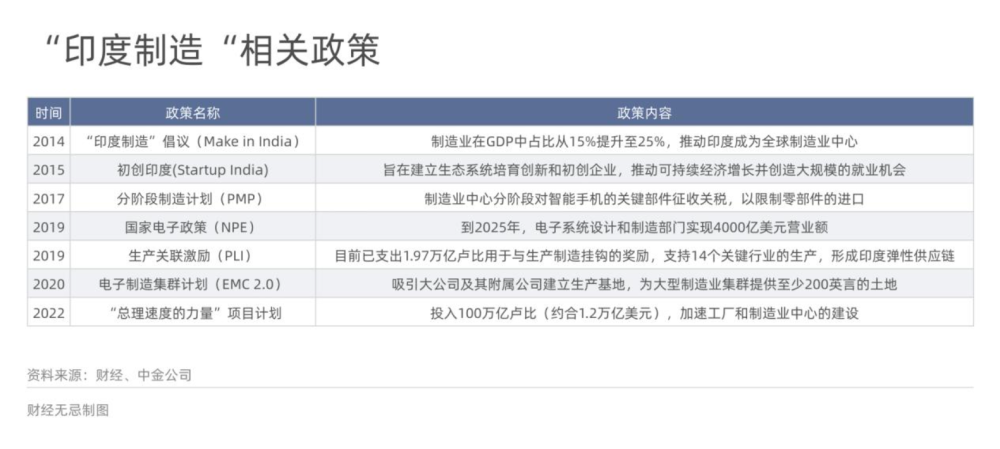 “印度制造“相关政策
时间 政策名称 政策内容
2014 “印度制造”倡议（Make in India） 制造业在GDP中占比从15%提升至25%，推动印度成为全球制造业中心
2015 初创印度(Startup India) 旨在建立生态系统培育创新和初创企业，推动可持续经济增长并创造大规模的就业机会
2017 分阶段制造计划（PMP） 制造业中心分阶段对智能手机的关键部件征收关税，以限制零部件的进口
2019 国家电子政策（NPE） 到2025年，电子系统设计和制造部门实现4000亿美元营业额
2019 生产关联激励（PLI） 目前已支出1.97万亿卢比用于与生产制造挂钩的奖励，支持14个关键行业的生产，形成印度弹性供应链
2020 电子制造集群计划（EMC 2.0） 吸引大公司及其附属公司建立生产基地，为大型制造业集群提供至少200英亩的土地
2022 “总理速度的力量”项目计划 投入100万亿卢比（约合1.2万亿美元），加速工厂和制造业中心的建设
资料来源：财经、中金公司
财经无忌制图